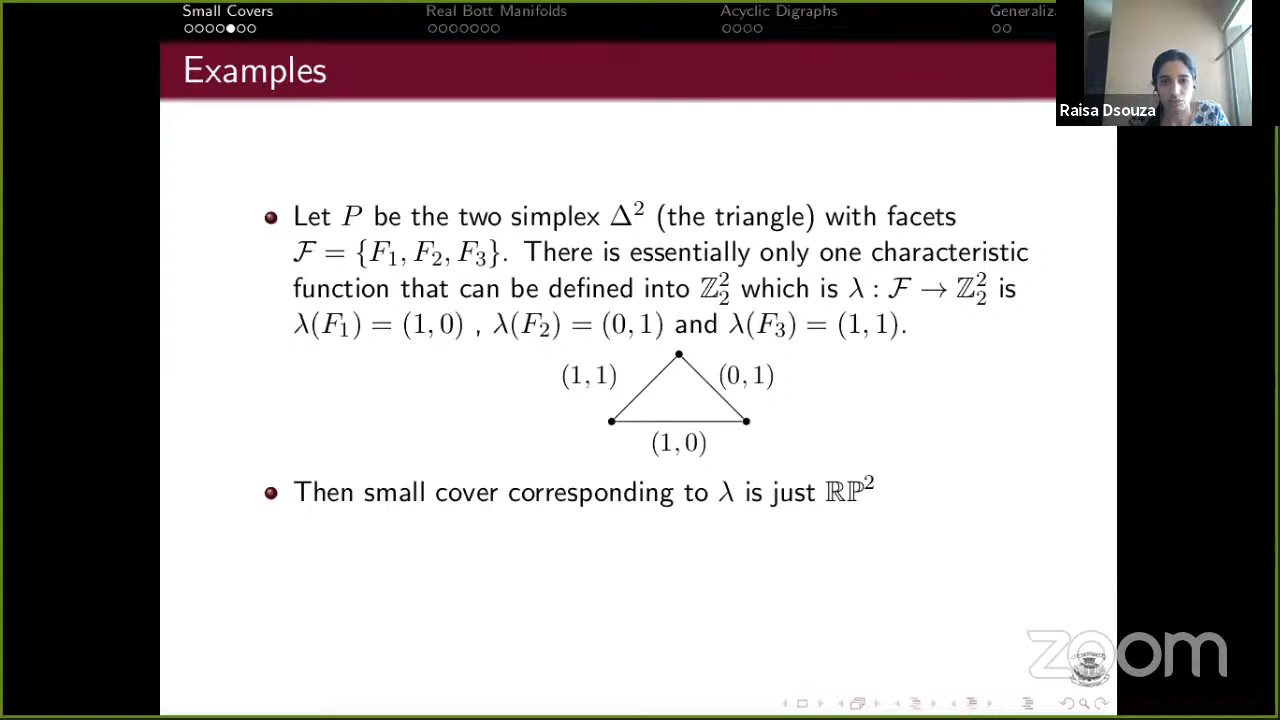 Small Covers
Real Bott Manifolds
Acyclic Digraphs
Generaliza
Examples
Raisa Dsouza
Let P be the two simplex Δ² (the triangle) with facets
ℱ = {F₁, F₂, F₃}. There is essentially only one characteristic
function that can be defined into ℤ₂² which is λ : ℱ → ℤ₂² is
λ(F₁) = (1, 0) , λ(F₂) = (0, 1) and λ(F₃) = (1, 1).
(1, 1)
(0, 1)
(1, 0)
Then small cover corresponding to λ is just ℝℙ²
zoom